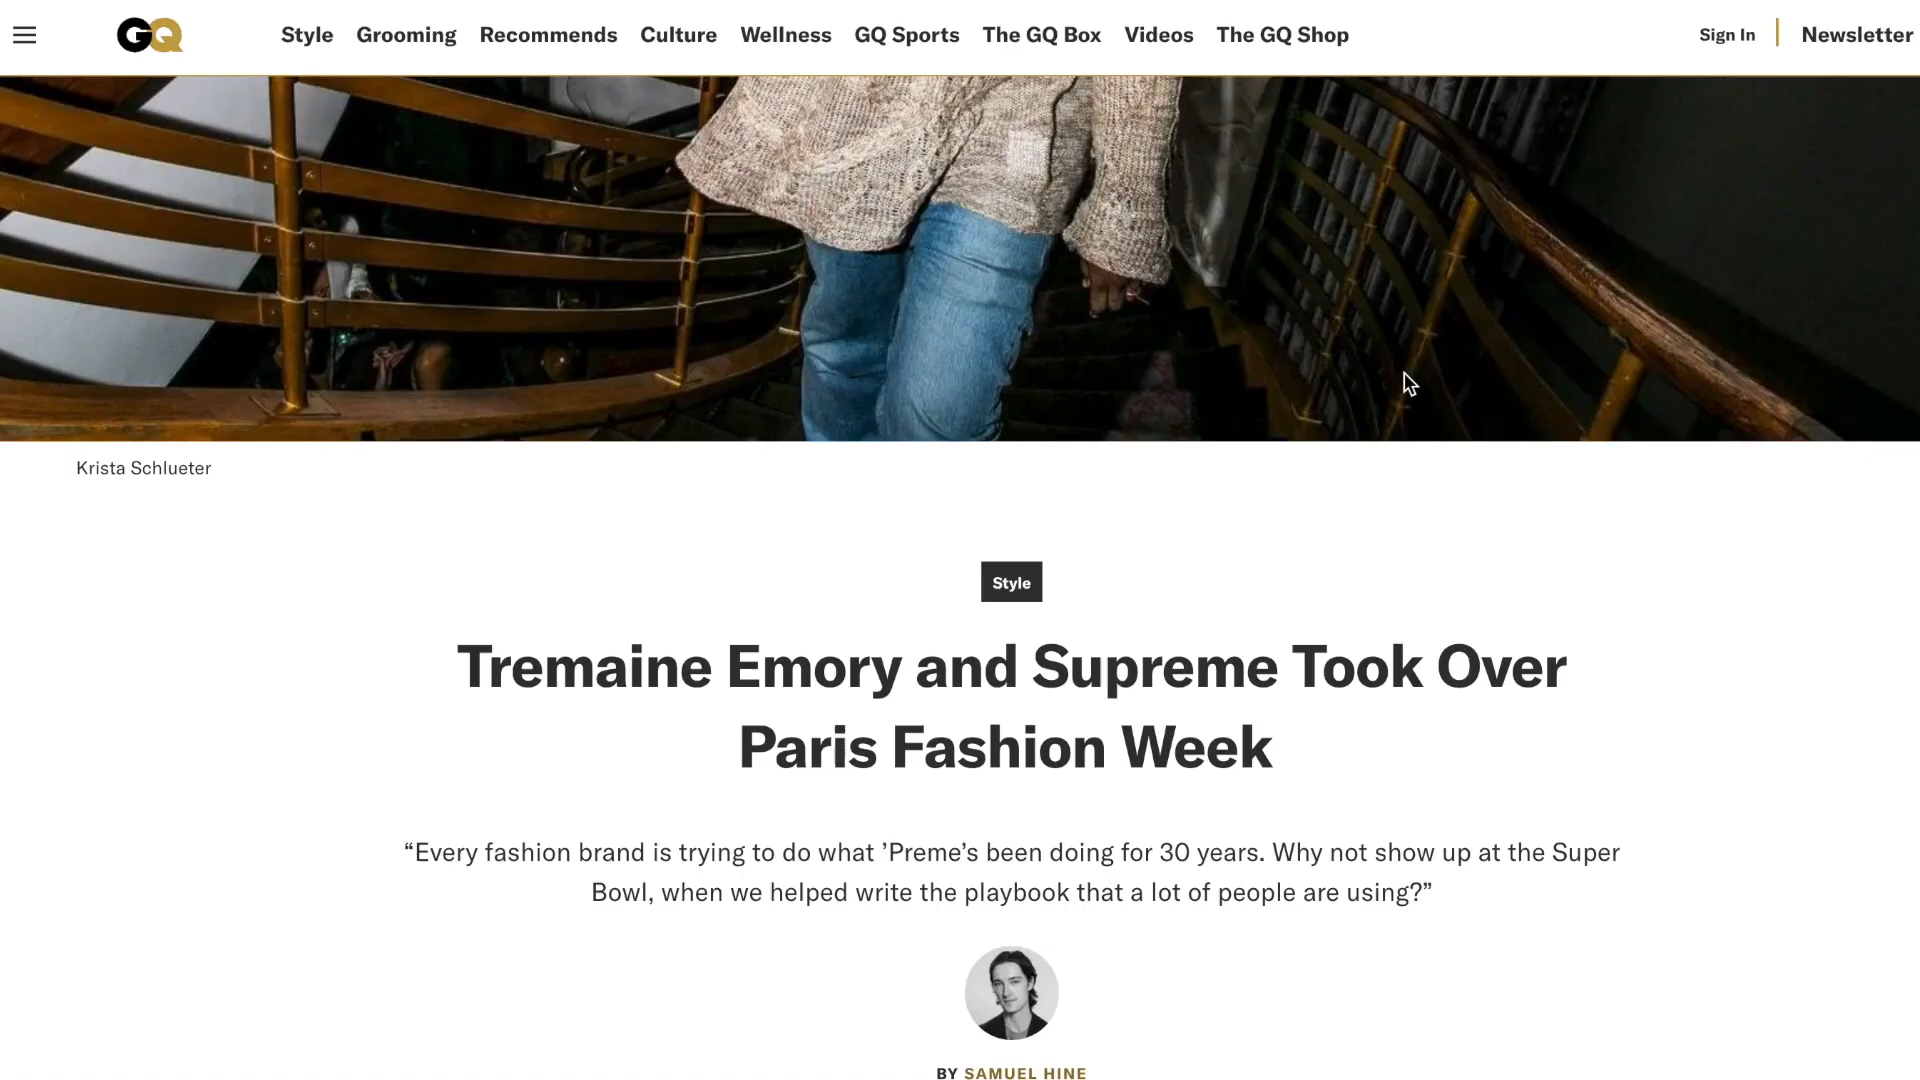 GQ Style Grooming Recommends Culture Wellness GQ Sports The GQ Box Videos The GQ Shop Sign In Newsletter
Krista Schlueter
Style
Tremaine Emory and Supreme Took Over
Paris Fashion Week
“Every fashion brand is trying to do what ’Preme’s been doing for 30 years. Why not show up at the Super
Bowl, when we helped write the playbook that a lot of people are using?”
BY SAMUEL HINE